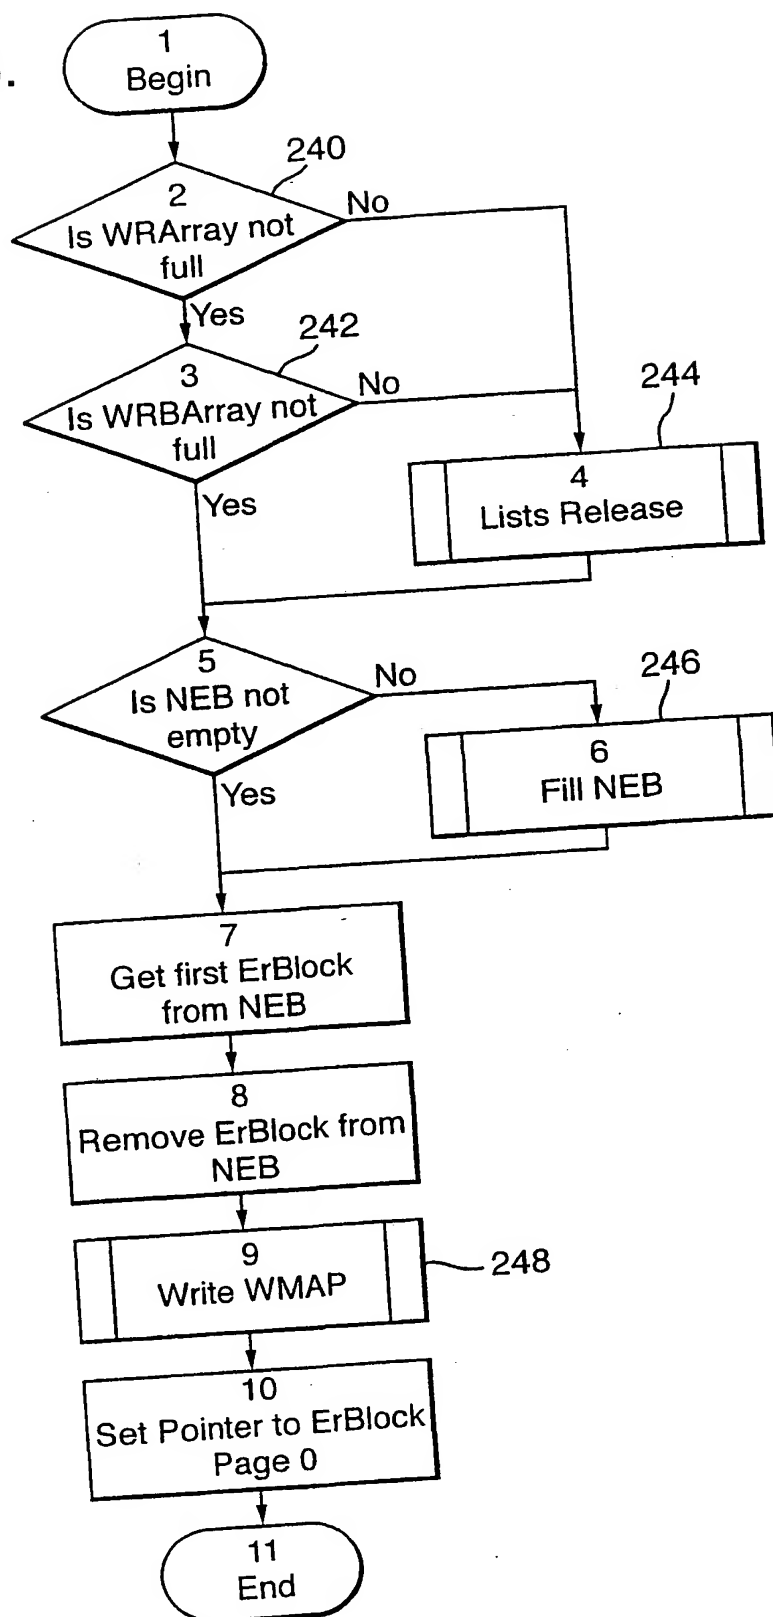 1
Begin
240
2
Is WRArray not
full
No
Yes
242
3
Is WRBArray not
full
No
Yes
244
4
Lists Release
5
Is NEB not
empty
No
Yes
246
6
Fill NEB
7
Get first ErBlock
from NEB
8
Remove ErBlock from
NEB
9
Write WMAP
248
10
Set Pointer to ErBlock
Page 0
11
End